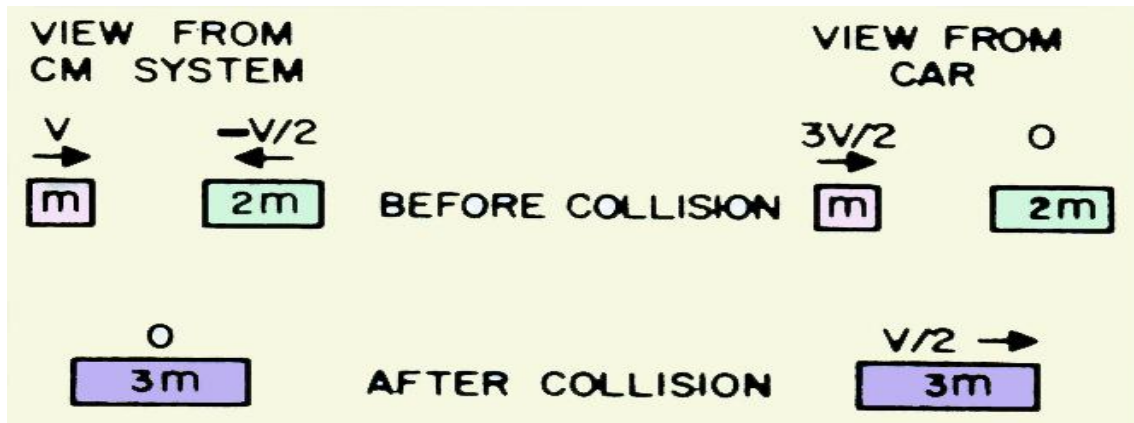 VIEW FROM
CM SYSTEM
V
-V/2
m
2m
BEFORE COLLISION
0
3m
AFTER COLLISION
VIEW FROM
CAR
3V/2
0
m
2m
V/2
3m